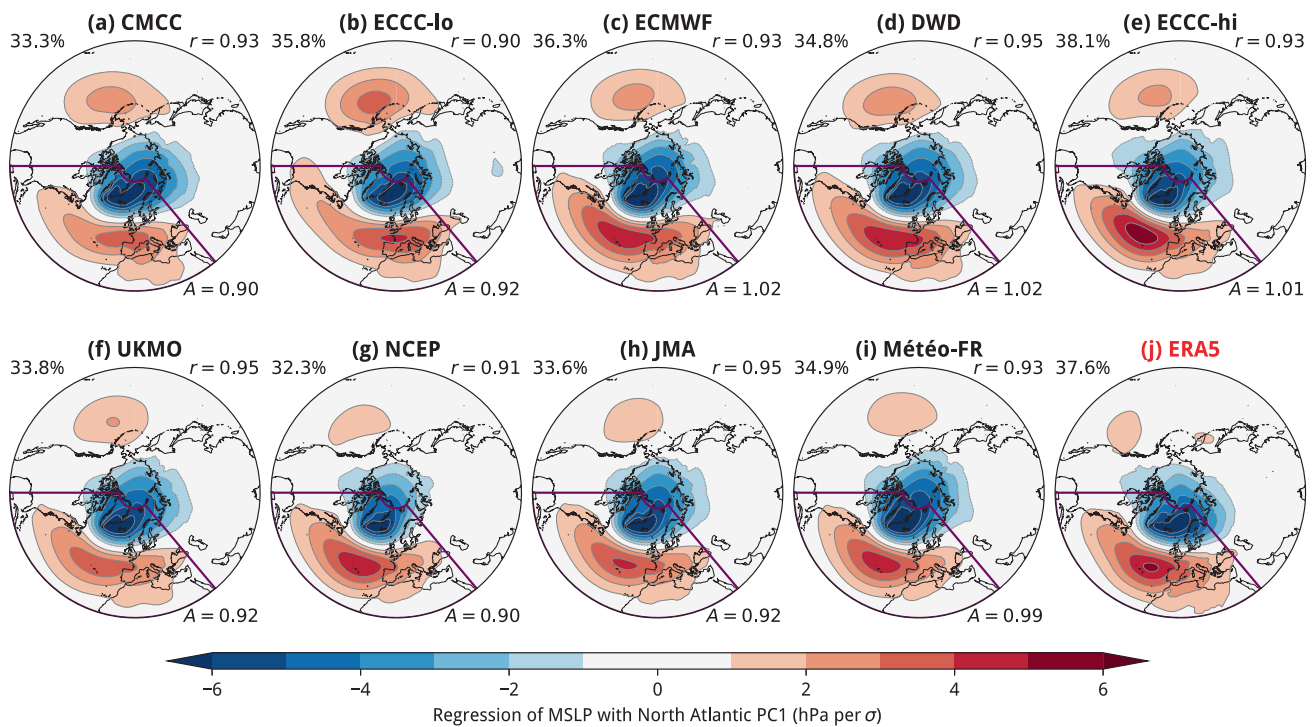 (a) CMCC
33.3%
r = 0.93
A = 0.90
(b) ECCC-lo
35.8%
r = 0.90
A = 0.92
(c) ECMWF
36.3%
r = 0.93
A = 1.02
(d) DWD
34.8%
r = 0.95
A = 1.02
(e) ECCC-hi
38.1%
r = 0.93
A = 1.01
(f) UKMO
33.8%
r = 0.95
A = 0.92
(g) NCEP
32.3%
r = 0.91
A = 0.90
(h) JMA
33.6%
r = 0.95
A = 0.92
(i) Météo-FR
34.9%
r = 0.93
A = 0.99
(j) ERA5
37.6%
−6 −4 −2 0 2 4 6
Regression of MSLP with North Atlantic PC1 (hPa per σ)